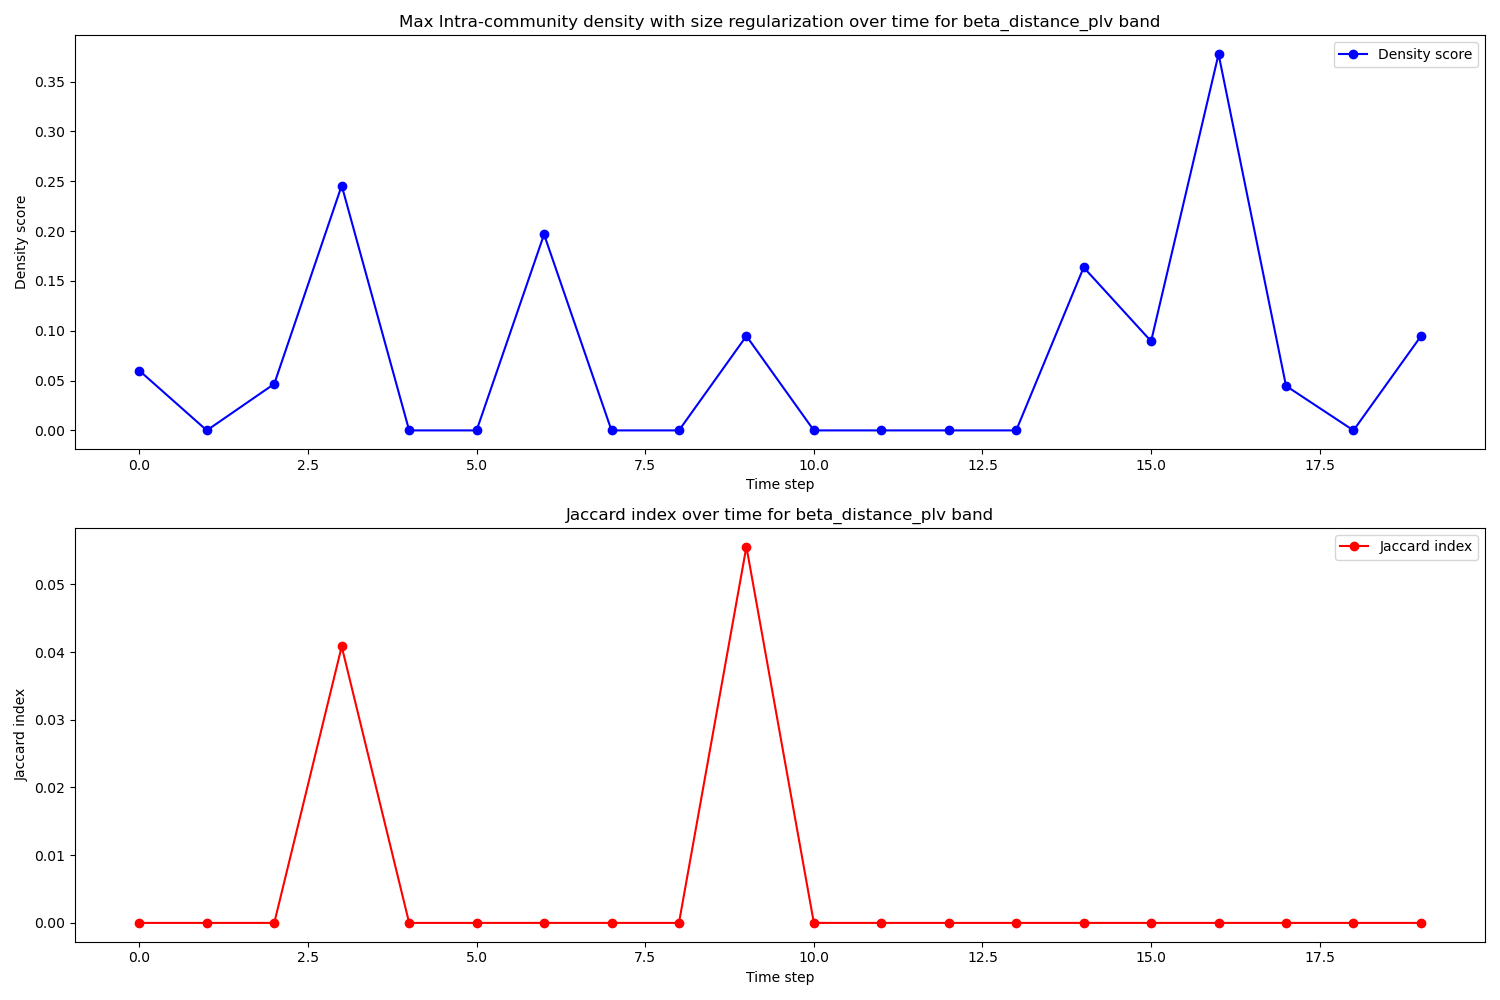 Max Intra-community density with size regularization over time for beta_distance_plv band
Density score
Density score
0.35
0.30
0.25
0.20
0.15
0.10
0.05
0.00
0.0 2.5 5.0 7.5 10.0 12.5 15.0 17.5
Time step
Jaccard index over time for beta_distance_plv band
Jaccard index
Jaccard index
0.05
0.04
0.03
0.02
0.01
0.00
0.0 2.5 5.0 7.5 10.0 12.5 15.0 17.5
Time step